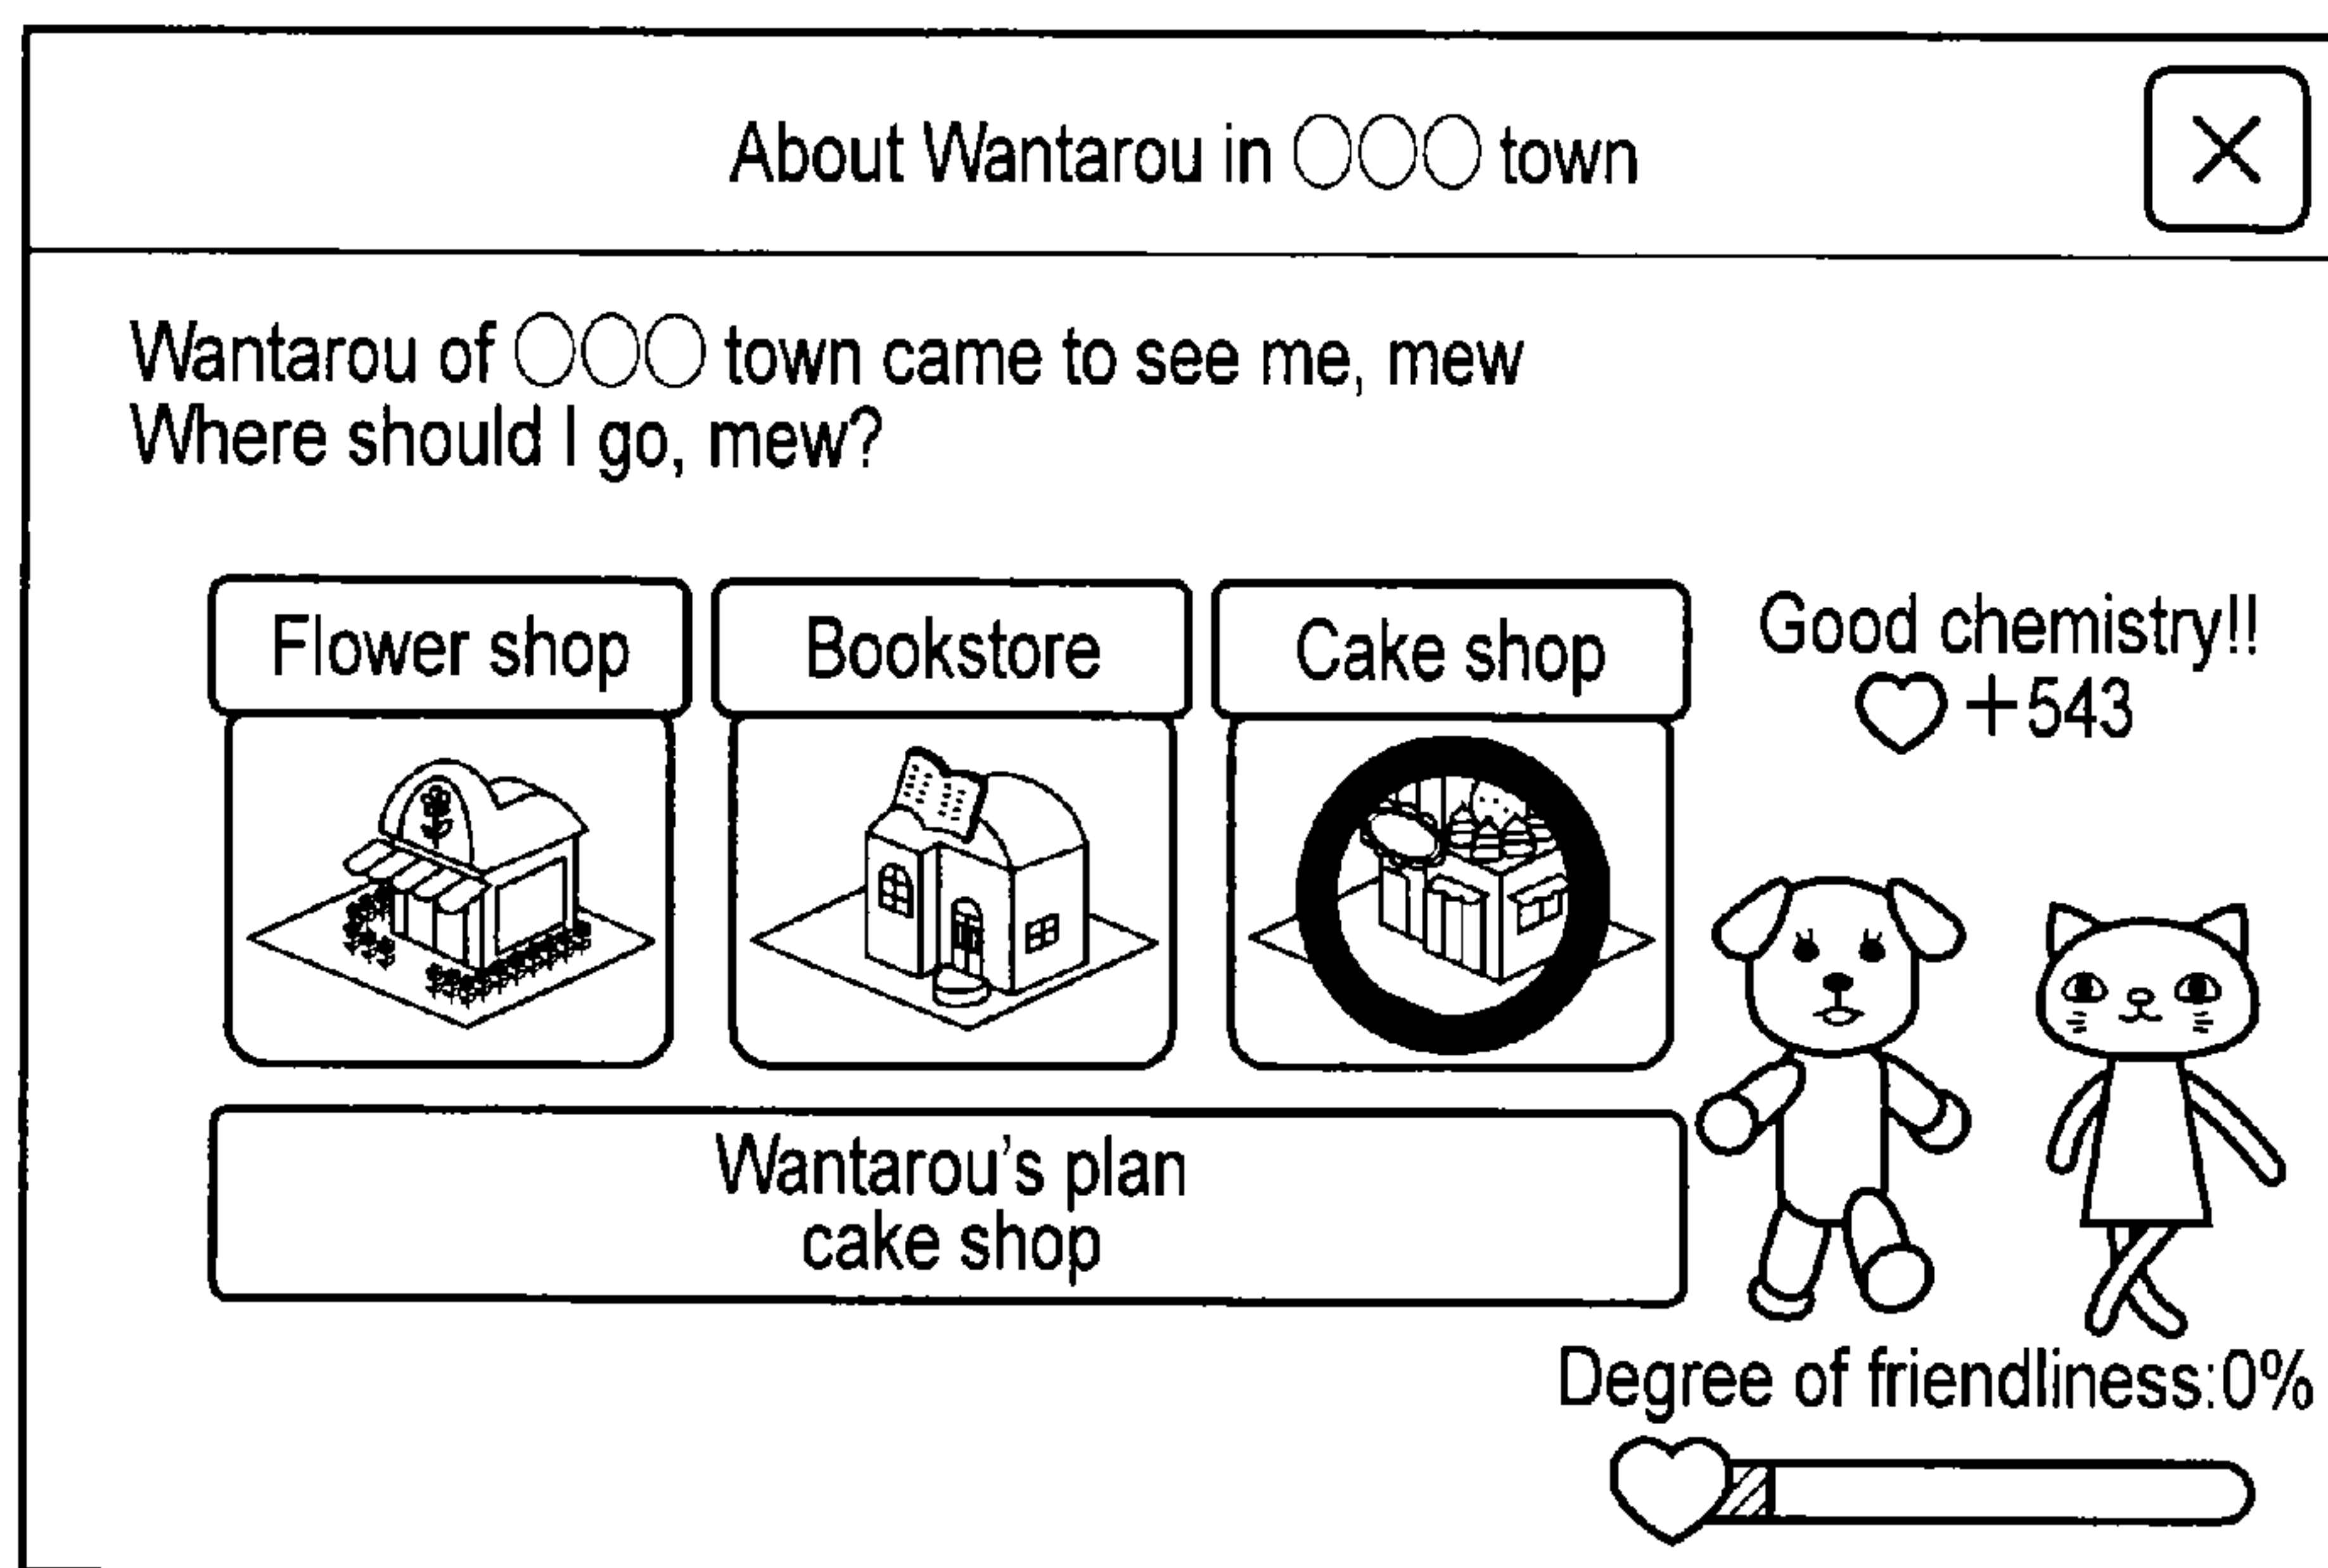 About Wantarou in ○○○ town
×
Wantarou of ○○○ town came to see me, mew
Where should I go, mew?
Flower shop
Bookstore
Cake shop
Good chemistry!!
♡+543
Wantarou's plan
cake shop
Degree of friendliness:0%